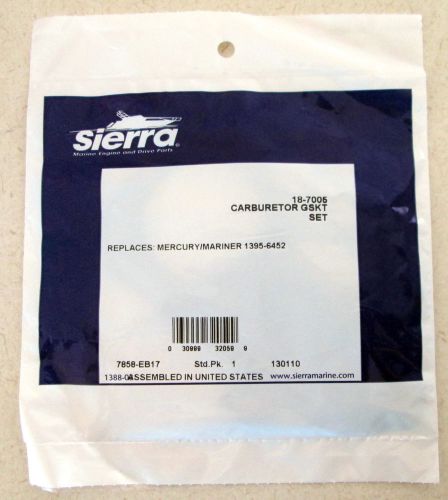 sierra®
Marine Engine and Drive Parts
18-7005
CARBURETOR GSKT
SET
REPLACES: MERCURY/MARINER 1395-6452
0 30999 32059 9
7858-EB17 Std.Pk. 1 130110
ASSEMBLED IN UNITED STATES www.sierramarine.com